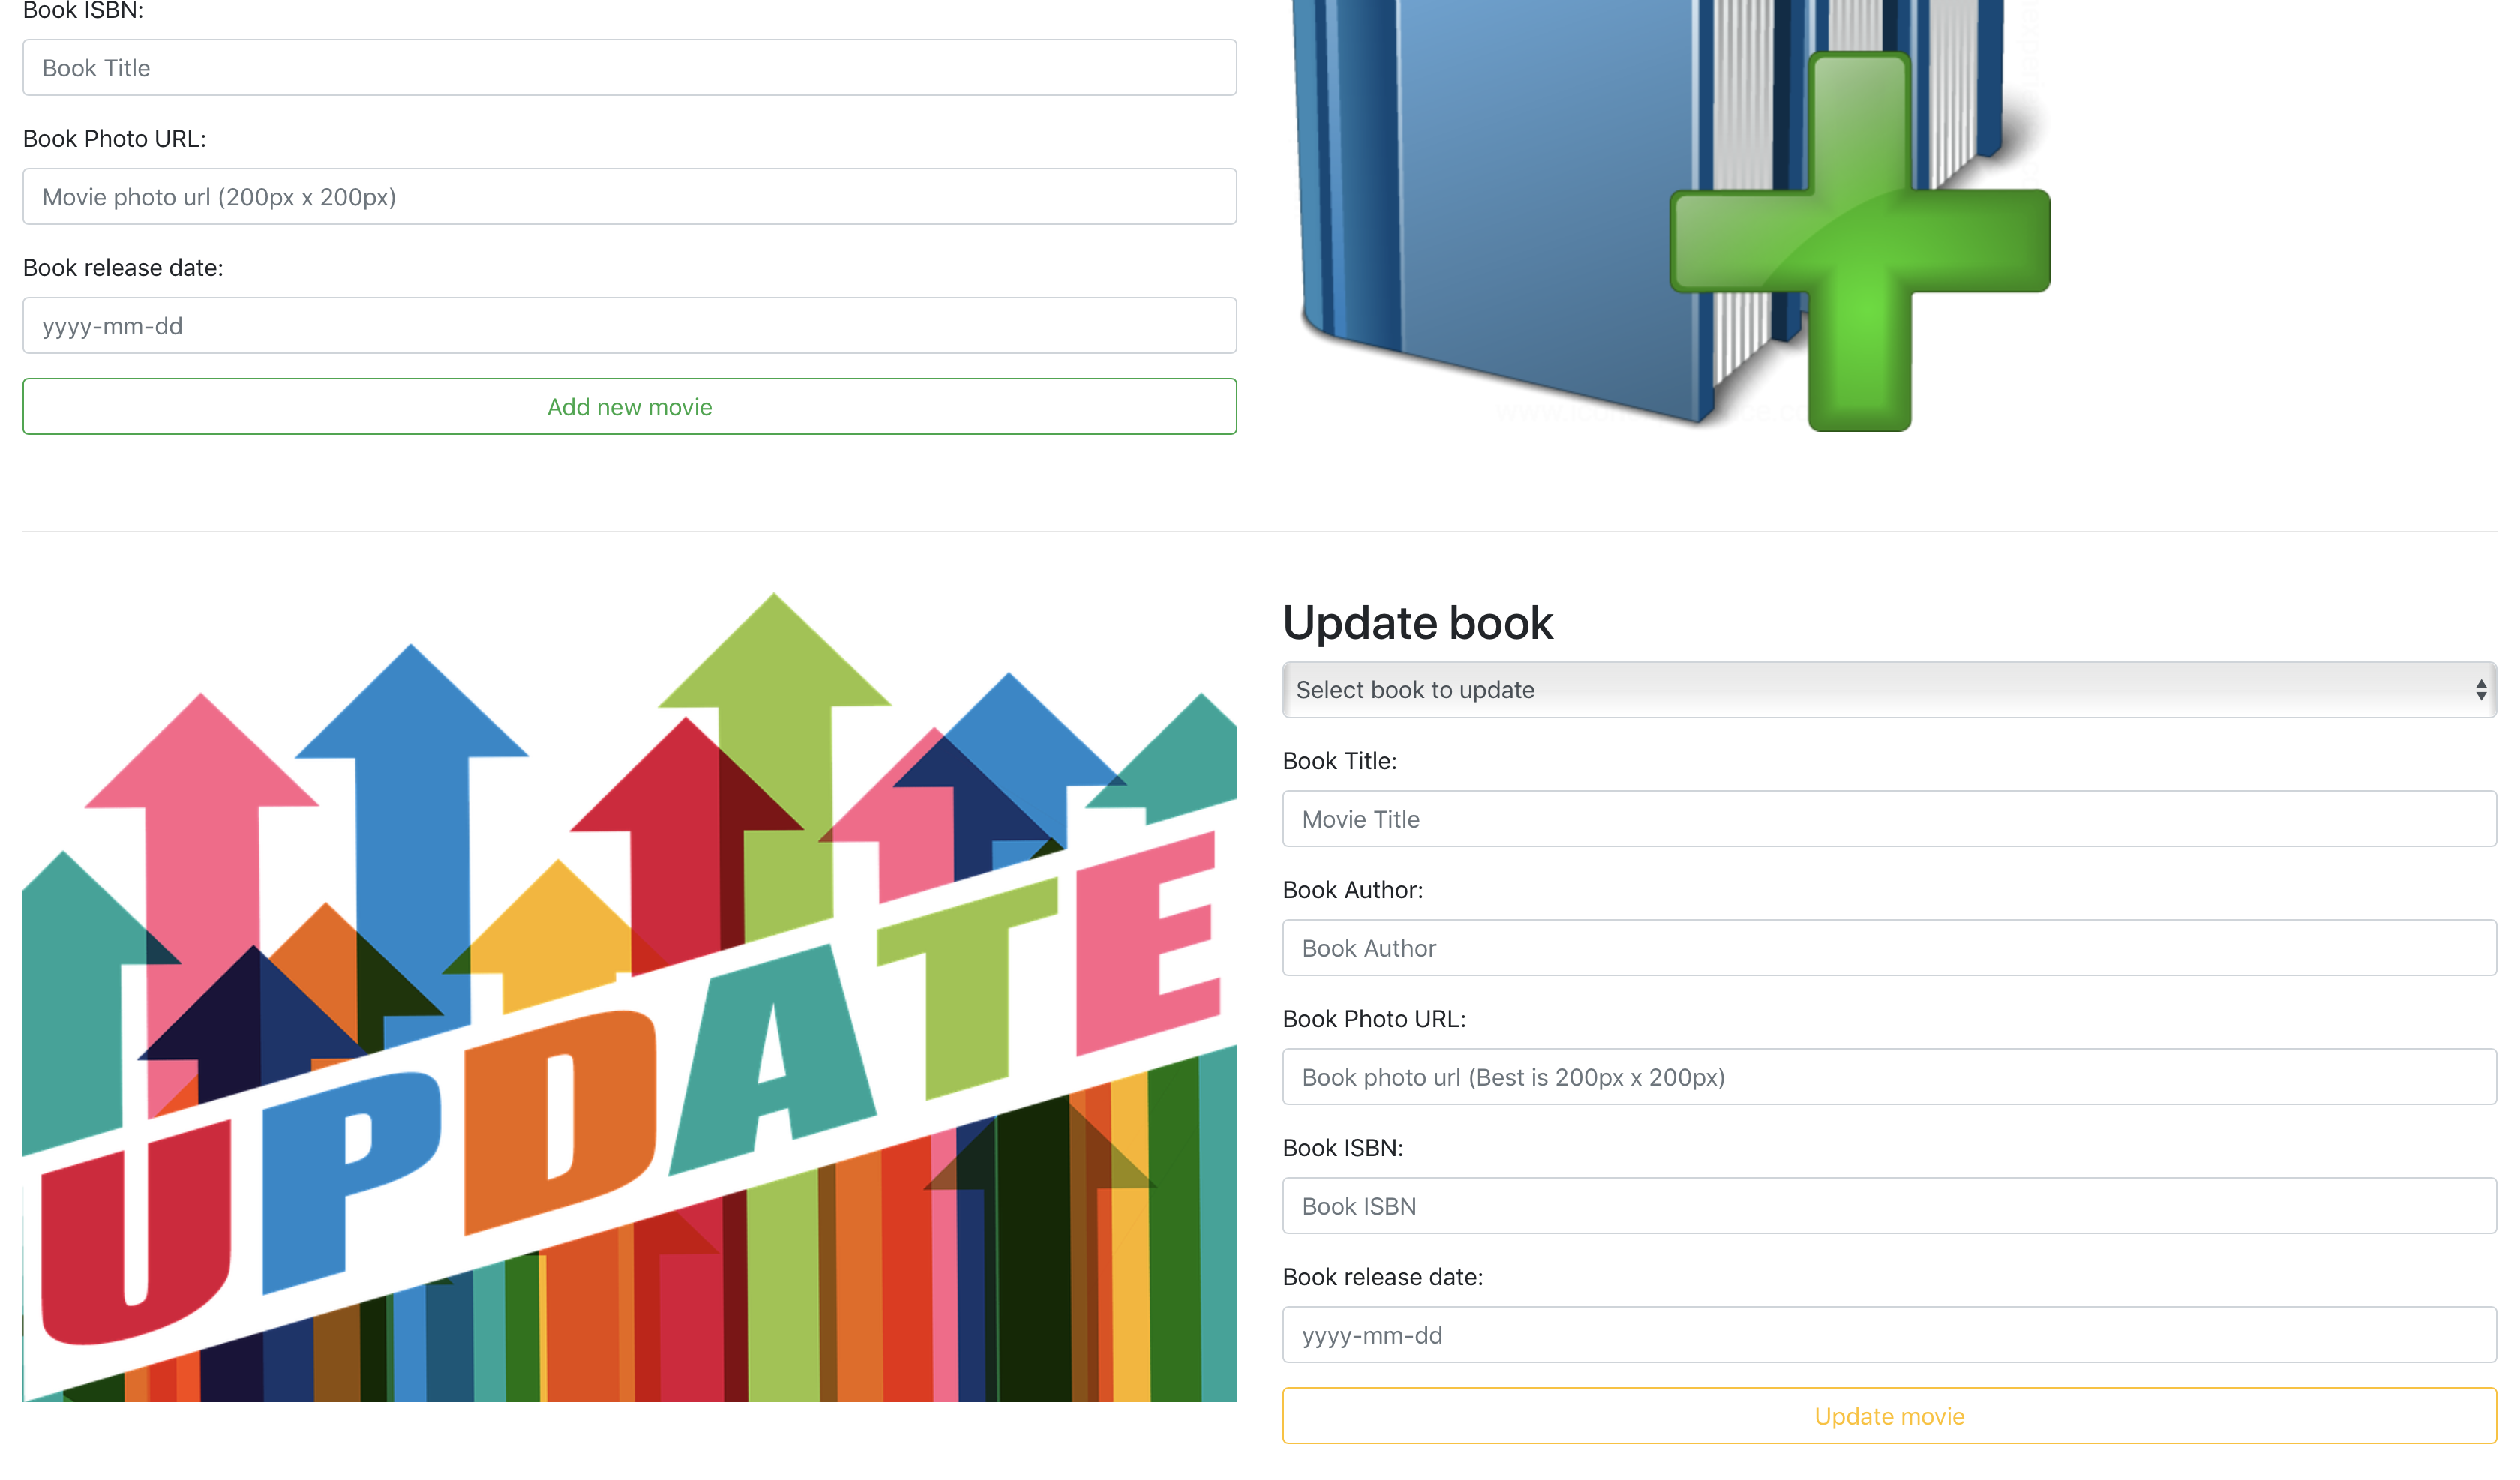 Book ISBN:
Book Title
Book Photo URL:
Movie photo url (200px x 200px)
Book release date:
yyyy-mm-dd
Add new movie
UPDATE
Update book
Select book to update
Book Title:
Movie Title
Book Author:
Book Author
Book Photo URL:
Book photo url (Best is 200px x 200px)
Book ISBN:
Book ISBN
Book release date:
yyyy-mm-dd
Update movie